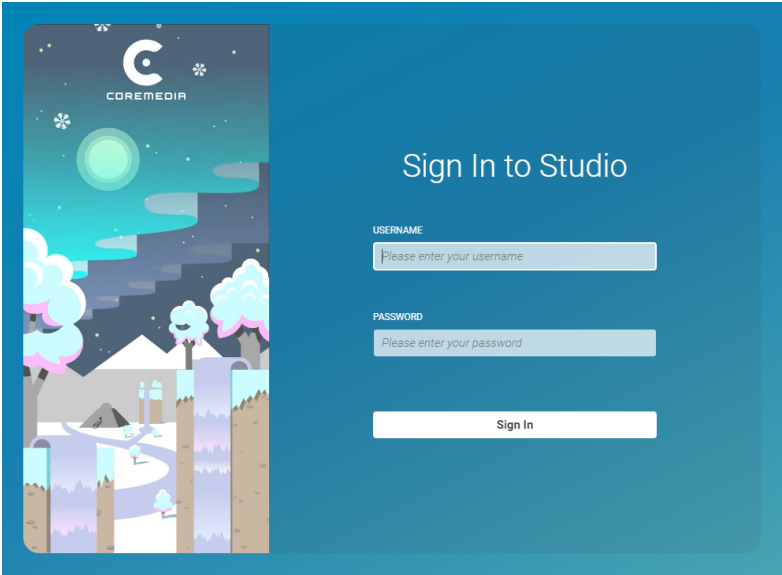 COREMEDIA
Sign In to Studio
USERNAME
Please enter your username
PASSWORD
Please enter your password
Sign In